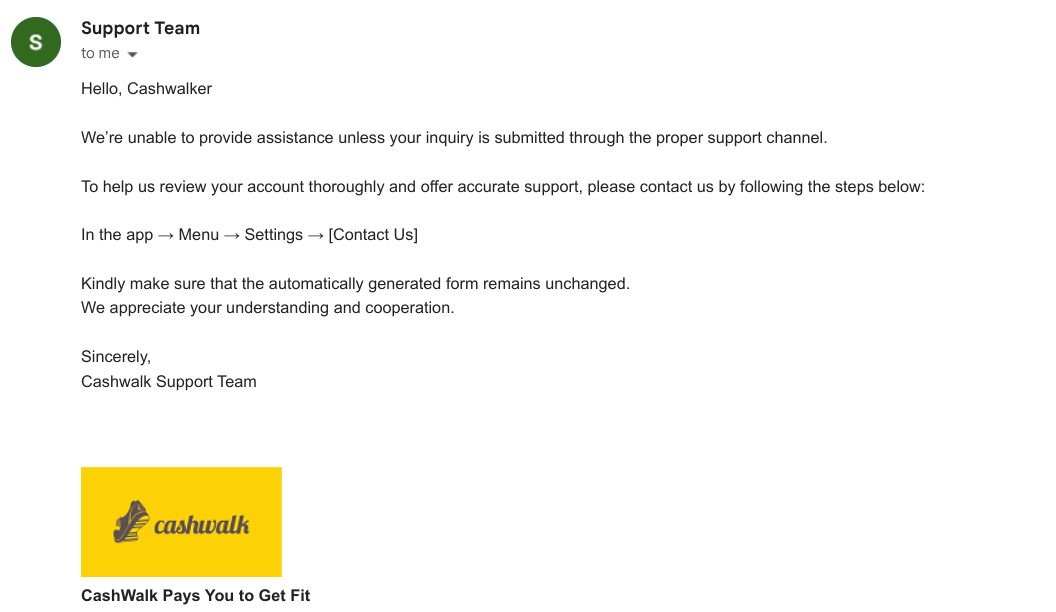 S
Support Team
to me
Hello, Cashwalker
We’re unable to provide assistance unless your inquiry is submitted through the proper support channel.
To help us review your account thoroughly and offer accurate support, please contact us by following the steps below:
In the app → Menu → Settings → [Contact Us]
Kindly make sure that the automatically generated form remains unchanged.
We appreciate your understanding and cooperation.
Sincerely,
Cashwalk Support Team
cashwalk
CashWalk Pays You to Get Fit